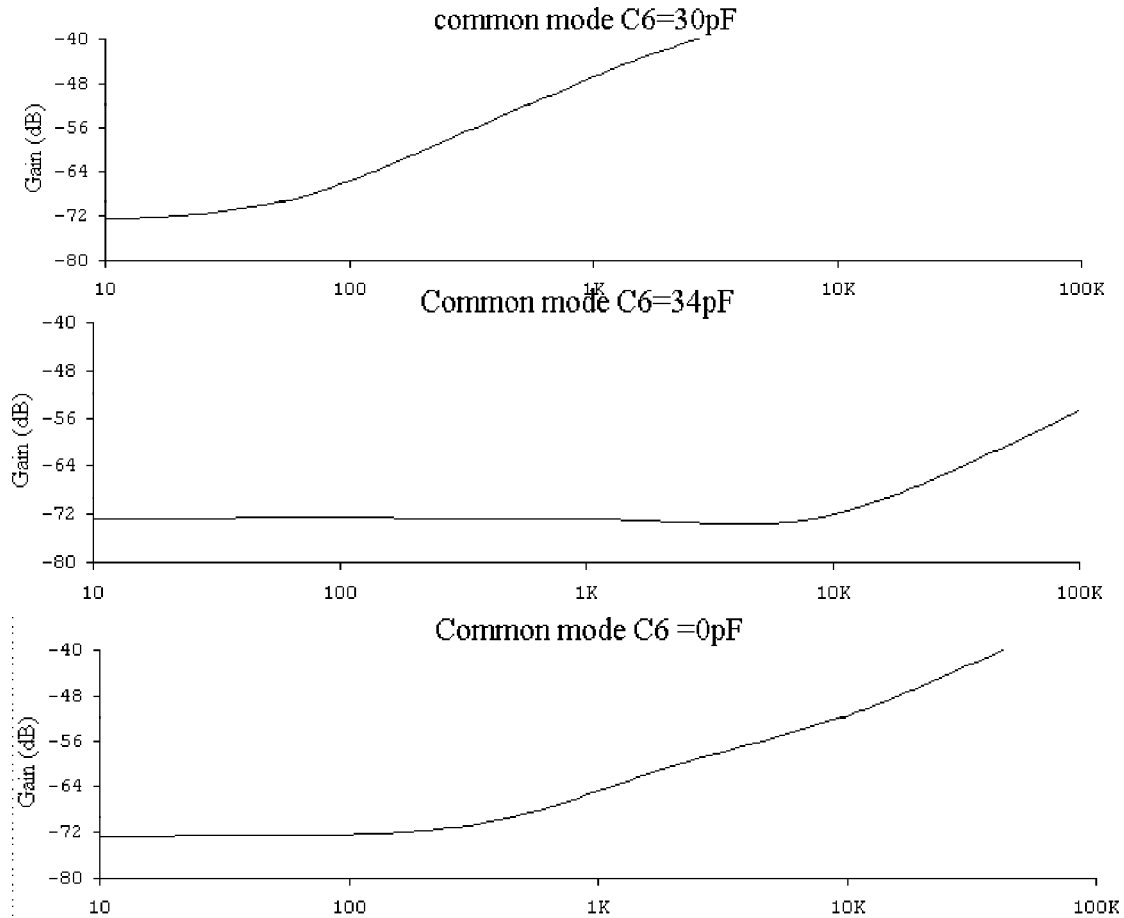 common mode C6=30pF
-40
-48
-56
-64
-72
-80
Gain (dB)
10 100 1K 10K 100K
Common mode C6=34pF
-40
-48
-56
-64
-72
-80
Gain (dB)
10 100 1K 10K 100K
Common mode C6 =0pF
-40
-48
-56
-64
-72
-80
Gain (dB)
10 100 1K 10K 100K